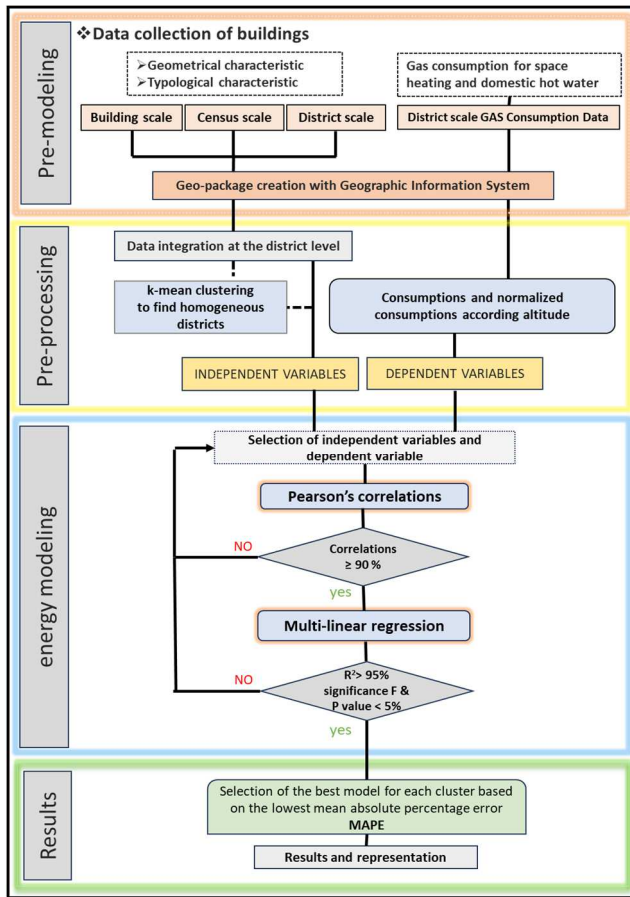 Pre-modeling
❖Data collection of buildings
➢Geometrical characteristic
➢Typological characteristic
Gas consumption for space
heating and domestic hot water
Building scale
Census scale
District scale
District scale GAS Consumption Data
Geo-package creation with Geographic Information System
Pre-processing
Data integration at the district level
k-mean clustering
to find homogeneous
districts
Consumptions and normalized
consumptions according altitude
INDEPENDENT VARIABLES
DEPENDENT VARIABLES
energy modeling
Selection of independent variables and
dependent variable
Pearson's correlations
NO
Correlations
≥ 90 %
yes
Multi-linear regression
NO
R²> 95%
significance F &
P value < 5%
yes
Results
Selection of the best model for each cluster based
on the lowest mean absolute percentage error
MAPE
Results and representation